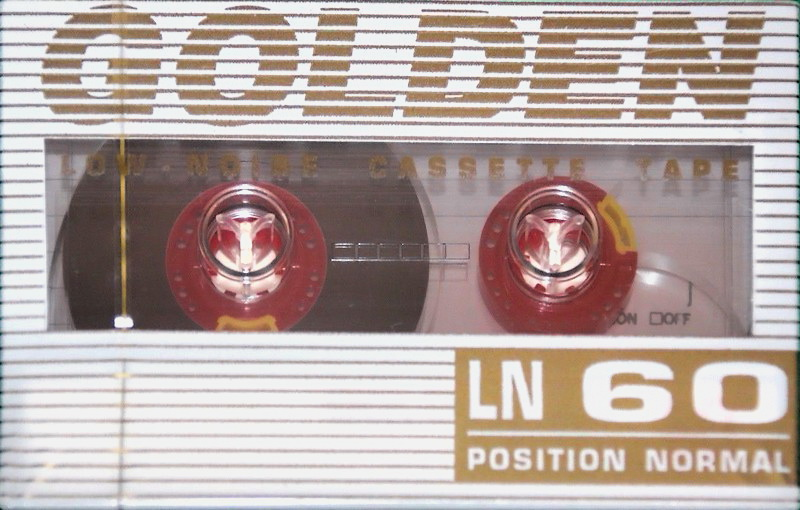 GOLDEN
LOW-NOISE CASSETTE TAPE
ON □OFF
LN 60
POSITION NORMAL